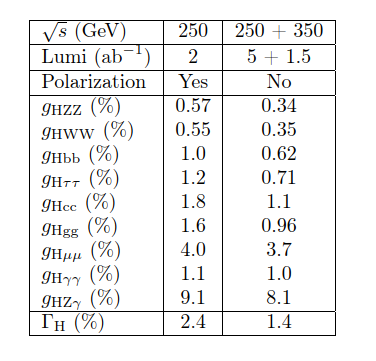 √s (GeV) 250 250 + 350
Lumi (ab⁻¹) 2 5 + 1.5
Polarization Yes No
g_HZZ (%) 0.57 0.34
g_HWW (%) 0.55 0.35
g_Hbb (%) 1.0 0.62
g_Hττ (%) 1.2 0.71
g_Hcc (%) 1.8 1.1
g_Hgg (%) 1.6 0.96
g_Hμμ (%) 4.0 3.7
g_Hγγ (%) 1.1 1.0
g_HZγ (%) 9.1 8.1
Γ_H (%) 2.4 1.4